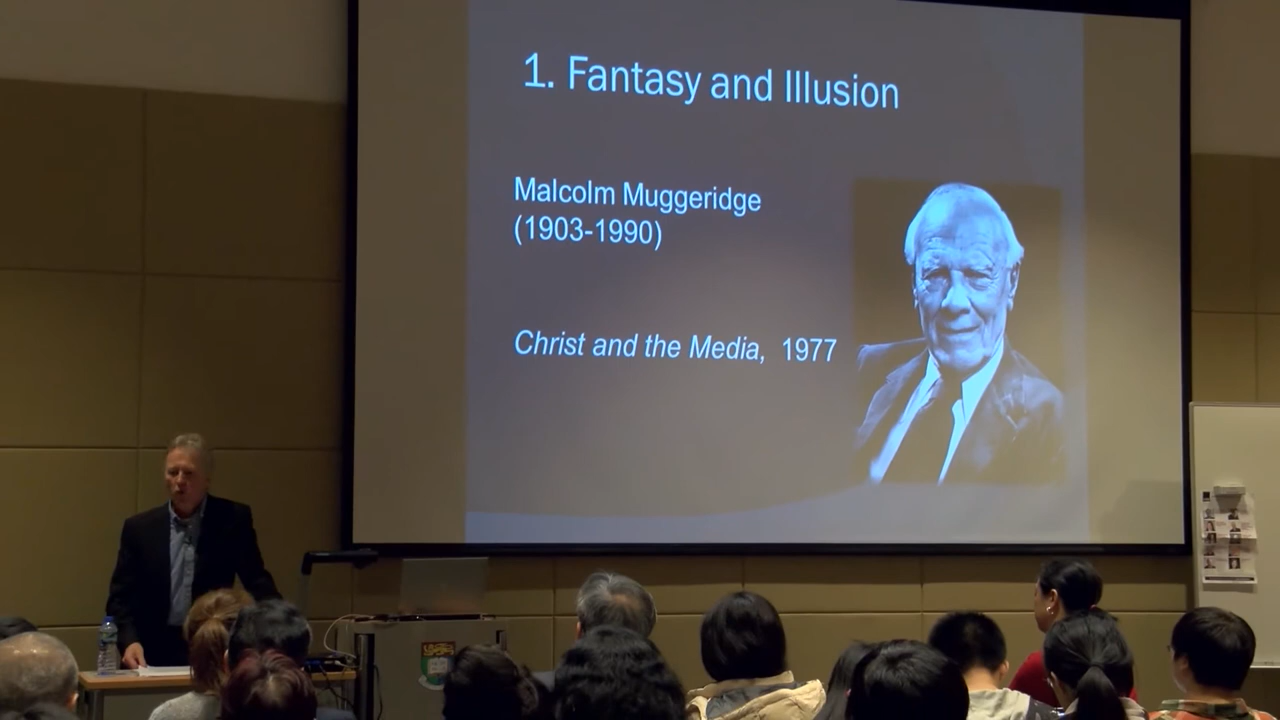 1. Fantasy and Illusion
Malcolm Muggeridge
(1903-1990)
Christ and the Media, 1977